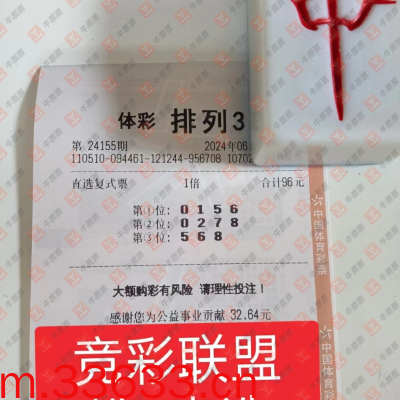 体彩 排列3
第 24155期 2024年06
110510-094461-121244-956708 10702
直选复式票 1倍 合计96元
第①位: 0 1 5 6
第②位: 0 2 7 8
第③位: 5 6 8
大额购彩有风险 请理性投注！
感谢您为公益事业贡献 32.64元
中国体育彩票
中国体育
竞彩联盟